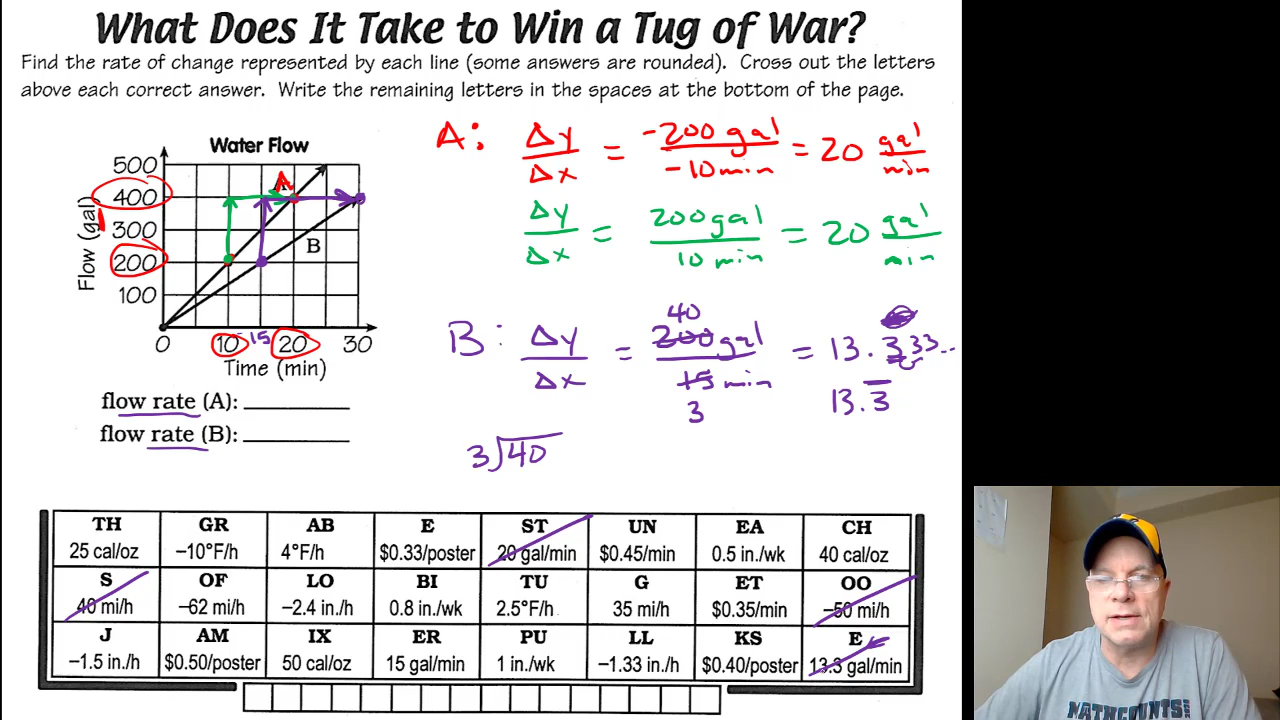 What Does It Take to Win a Tug of War?
Find the rate of change represented by each line (some answers are rounded). Cross out the letters
above each correct answer. Write the remaining letters in the spaces at the bottom of the page.
Water Flow
500
400
300
200
100
Flow (gal)
A
B
0 10 15 20 30
Time (min)
flow rate (A):
flow rate (B):
A: Δy/Δx = -200 gal / -10 min = 20 gal/min
Δy/Δx = 200 gal / 10 min = 20 gal/min
40
B: Δy/Δx = 200 gal / 15 min = 13.333...
3
13.3̅
3)40
TH GR AB E ST UN EA CH
25 cal/oz –10°F/h 4°F/h $0.33/poster 20 gal/min $0.45/min 0.5 in./wk 40 cal/oz
S OF LO BI TU G ET OO
40 mi/h –62 mi/h –2.4 in./h 0.8 in./wk 2.5°F/h 35 mi/h $0.35/min –50 mi/h
J AM IX ER PU LL KS E
–1.5 in./h $0.50/poster 50 cal/oz 15 gal/min 1 in./wk –1.33 in./h $0.40/poster 13.3 gal/min
MATHCOUNTS